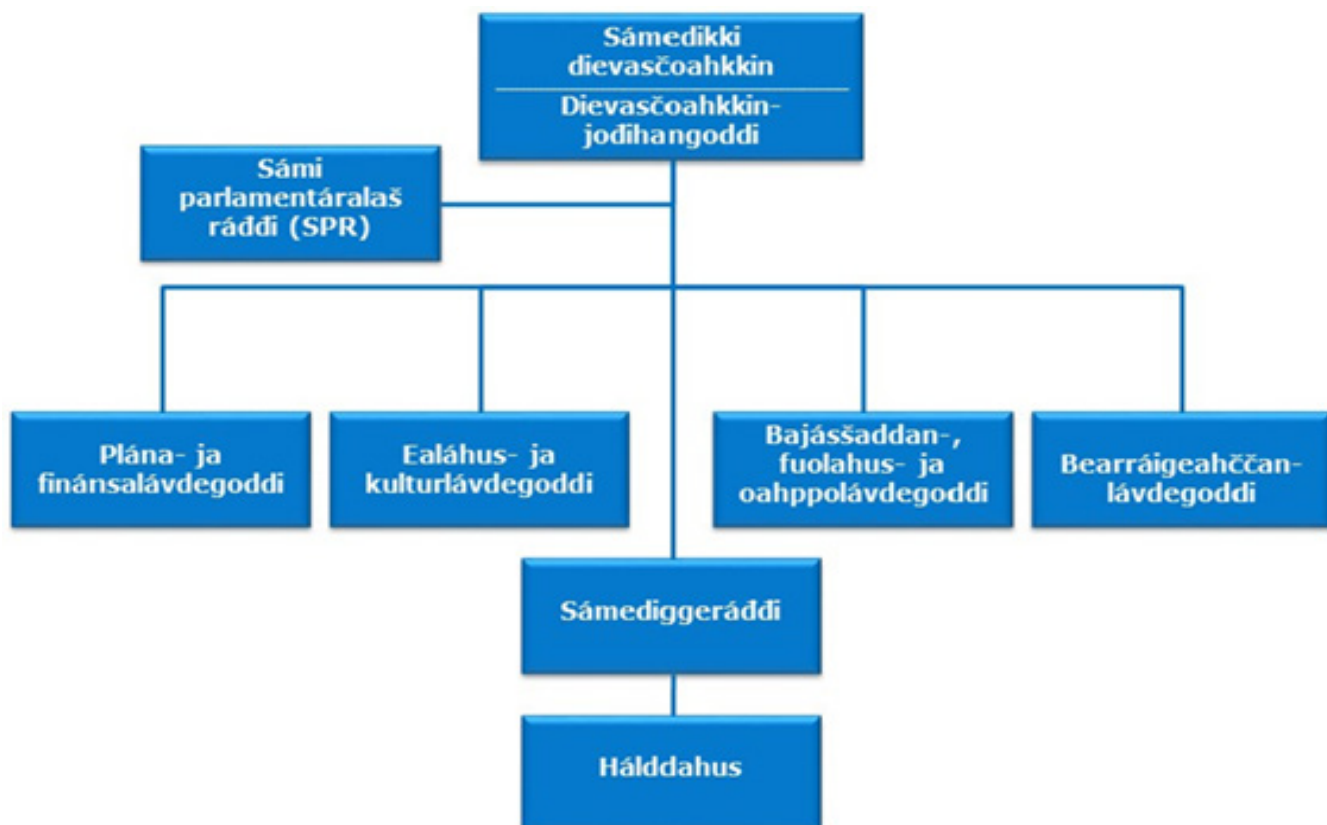 Sámedikki
dievasčoahkkin
Dievasčoahkkin-
jođihangoddi
Sámi
parlamentáralaš
ráđđi (SPR)
Plána- ja
finánsalávdegoddi
Ealáhus- ja
kulturlávdegoddi
Bajásšaddan-,
fuolahus- ja
oahppolávdegoddi
Bearráigeahččan-
lávdegoddi
Sámediggeráđđi
Hálddahus